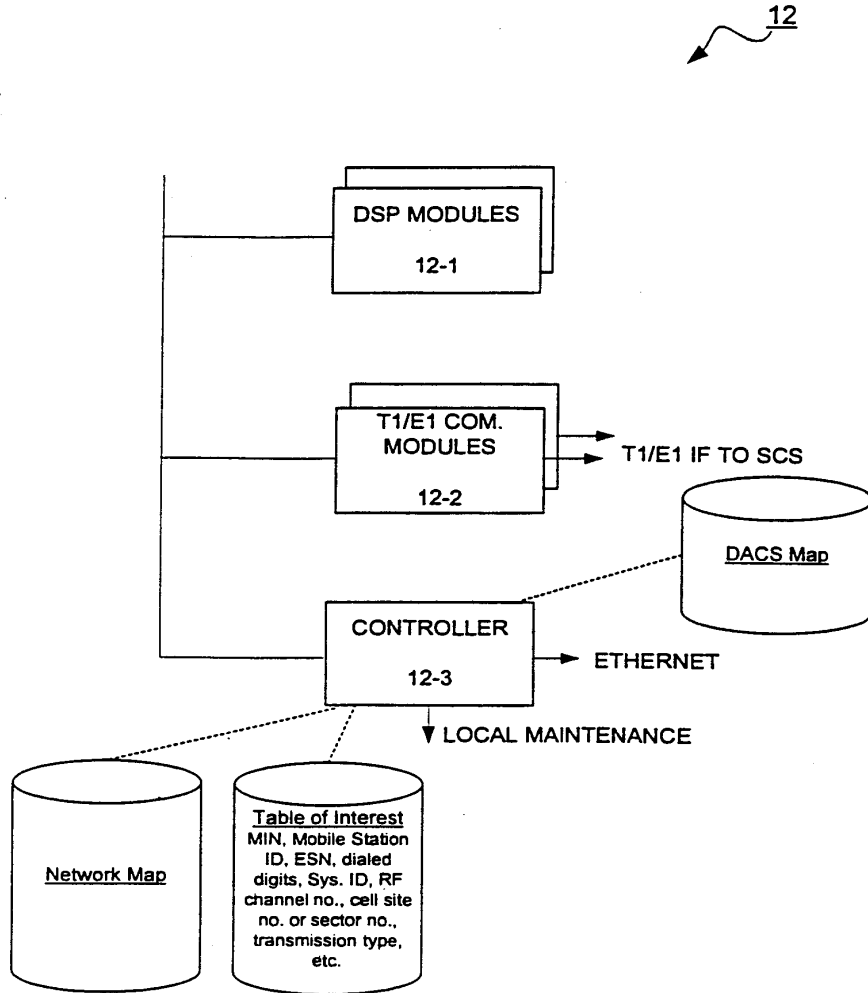 12
DSP MODULES
12-1
T1/E1 COM.
MODULES
12-2
T1/E1 IF TO SCS
DACS Map
CONTROLLER
12-3
ETHERNET
LOCAL MAINTENANCE
Network Map
Table of Interest
MIN, Mobile Station
ID, ESN, dialed
digits, Sys. ID, RF
channel no., cell site
no. or sector no.,
transmission type,
etc.